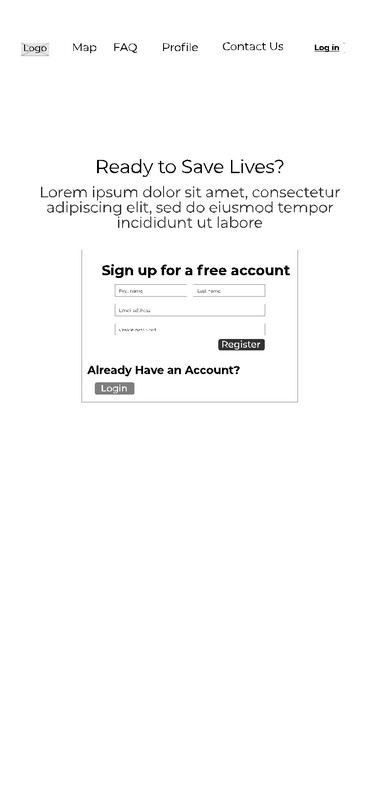 Logo Map FAQ Profile Contact Us Log in
Ready to Save Lives?
Lorem ipsum dolor sit amet, consectetur
adipiscing elit, sed do eiusmod tempor
incididunt ut labore
Sign up for a free account
First name Last name
Email address
Register
Already Have an Account?
Login